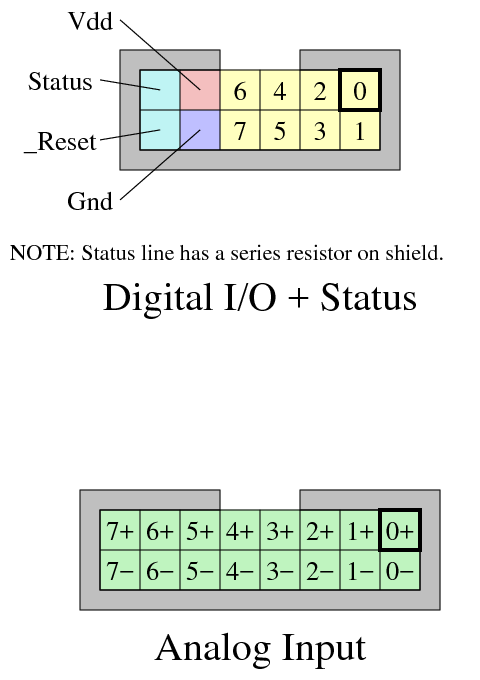 Vdd
Status 6 4 2 0
_Reset 7 5 3 1
Gnd
NOTE: Status line has a series resistor on shield.
Digital I/O + Status
7+ 6+ 5+ 4+ 3+ 2+ 1+ 0+
7− 6− 5− 4− 3− 2− 1− 0−
Analog Input